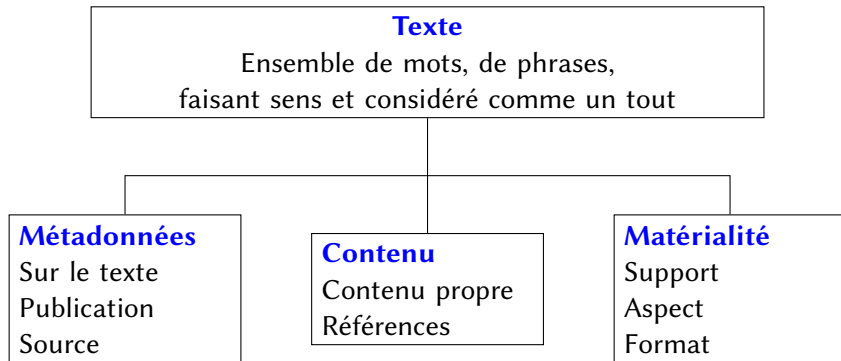 Texte
Ensemble de mots, de phrases,
faisant sens et considéré comme un tout
Métadonnées
Sur le texte
Publication
Source
Contenu
Contenu propre
Références
Matérialité
Support
Aspect
Format